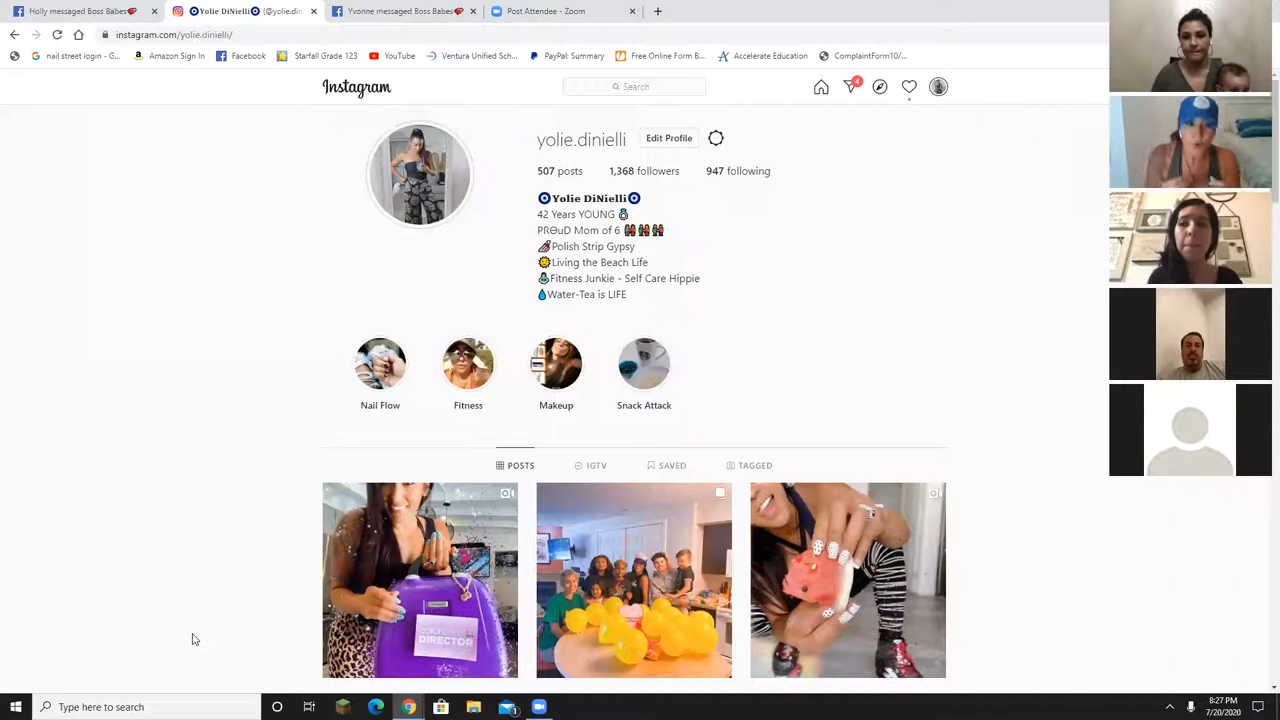 Holly messaged Boss Babes
Yolie DiNielli (@yolie.din
Yvonne messaged Boss Babes
Post Attendee - Zoom
instagram.com/yolie.dinielli/
nail street login - G...
Amazon Sign In
Facebook
Starfall Grade 123
YouTube
Ventura Unified Sch...
PayPal: Summary
Free Online Form B...
Accelerate Education
ComplaintForm10/...
Instagram
Search
4
yolie.dinielli
Edit Profile
507 posts
1,368 followers
947 following
Yolie DiNielli
42 Years YOUNG
PRΘuD Mom of 6
Polish Strip Gypsy
Living the Beach Life
Fitness Junkie - Self Care Hippie
Water-Tea is LIFE
Nail Flow
Fitness
Makeup
Snack Attack
POSTS
IGTV
SAVED
TAGGED
DIRECTOR
Type here to search
8:27 PM
7/20/2020